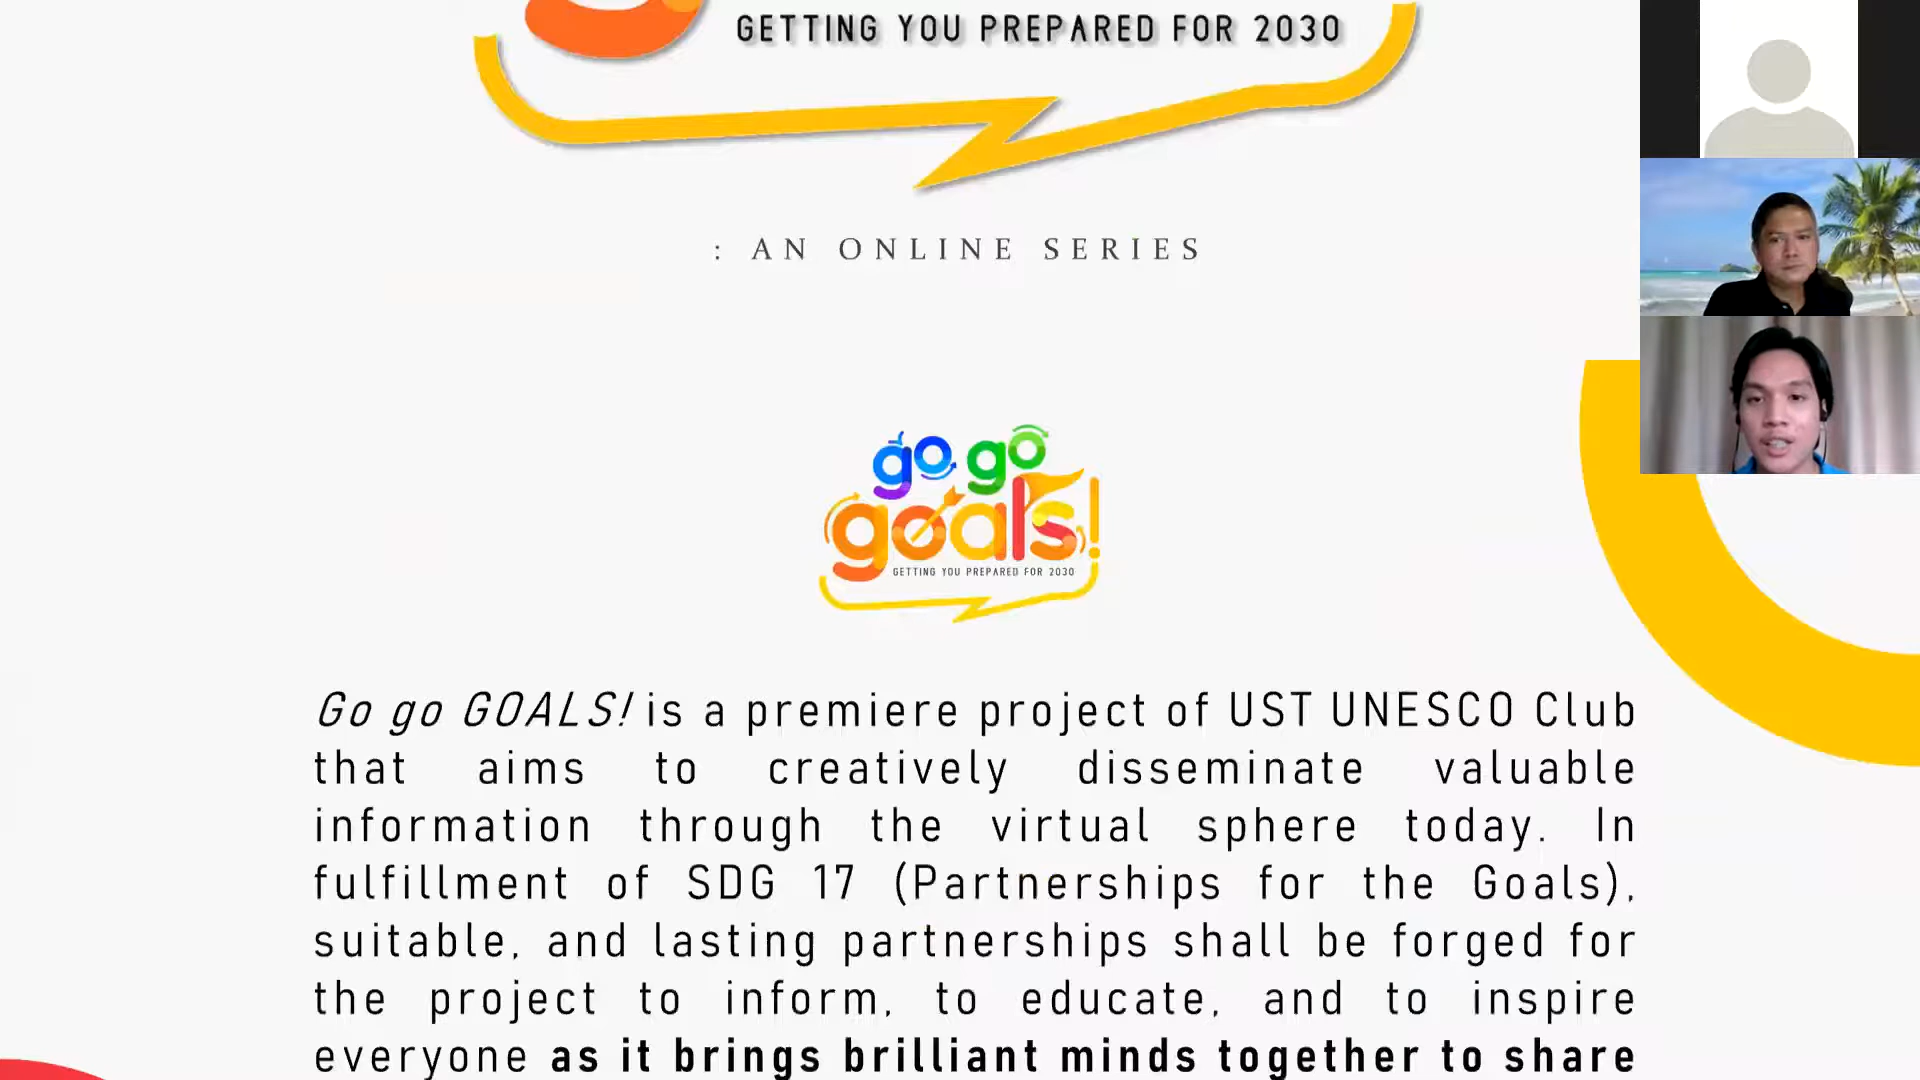 GETTING YOU PREPARED FOR 2030
: AN ONLINE SERIES
go go
goals!
GETTING YOU PREPARED FOR 2030
Go go GOALS! is a premiere project of UST UNESCO Club
that aims to creatively disseminate valuable
information through the virtual sphere today. In
fulfillment of SDG 17 (Partnerships for the Goals),
suitable, and lasting partnerships shall be forged for
the project to inform, to educate, and to inspire
everyone as it brings brilliant minds together to share